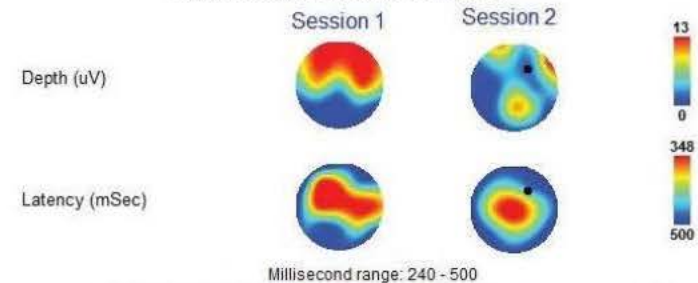 Session 1
Session 2
13
Depth (uV)
0
348
Latency (mSec)
500
Millisecond range: 240 - 500